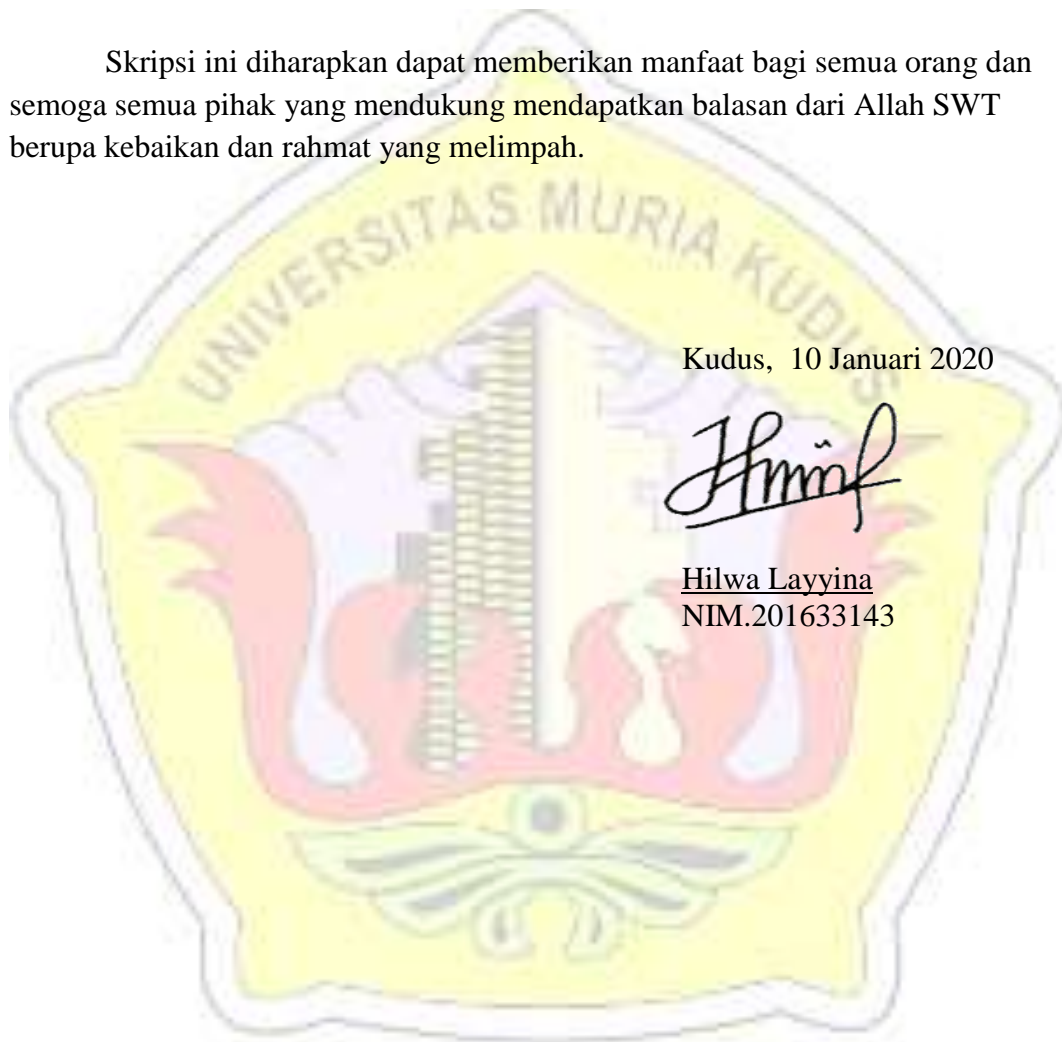 Skripsi ini diharapkan dapat memberikan manfaat bagi semua orang dan
semoga semua pihak yang mendukung mendapatkan balasan dari Allah SWT
berupa kebaikan dan rahmat yang melimpah.
UNIVERSITAS MURIA KUDUS
Kudus, 10 Januari 2020
Hilwa Layyina
NIM.201633143